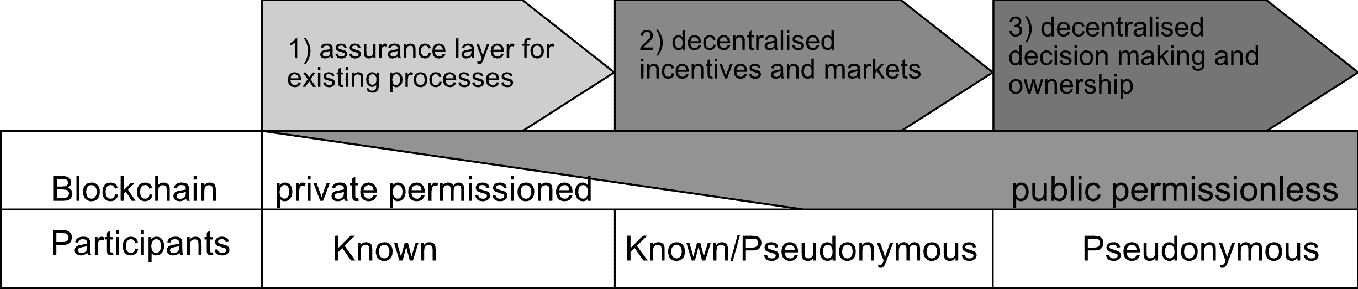 1) assurance layer for
existing processes
2) decentralised
incentives and markets
3) decentralised
decision making and
ownership
Blockchain
private permissioned
public permissionless
Participants
Known
Known/Pseudonymous
Pseudonymous